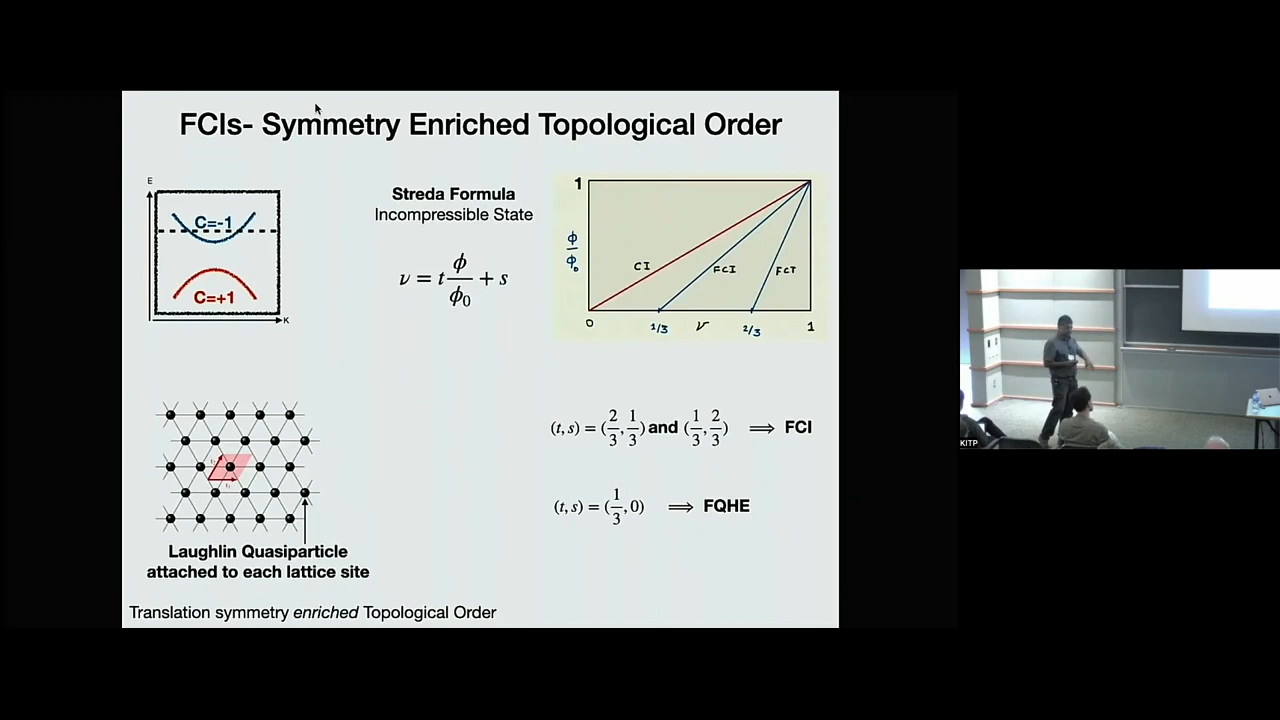 FCIs- Symmetry Enriched Topological Order
E
C=-1
C=+1
K
Streda Formula
Incompressible State
ν = t ϕ/ϕ0 + s
1
ϕ/ϕ0
CI
FCI
FCI
0
1/3
ν
2/3
1
(t, s) = (2/3, 1/3) and (1/3, 2/3) ⟹ FCI
(t, s) = (1/3, 0) ⟹ FQHE
Laughlin Quasiparticle
attached to each lattice site
Translation symmetry enriched Topological Order
KITP